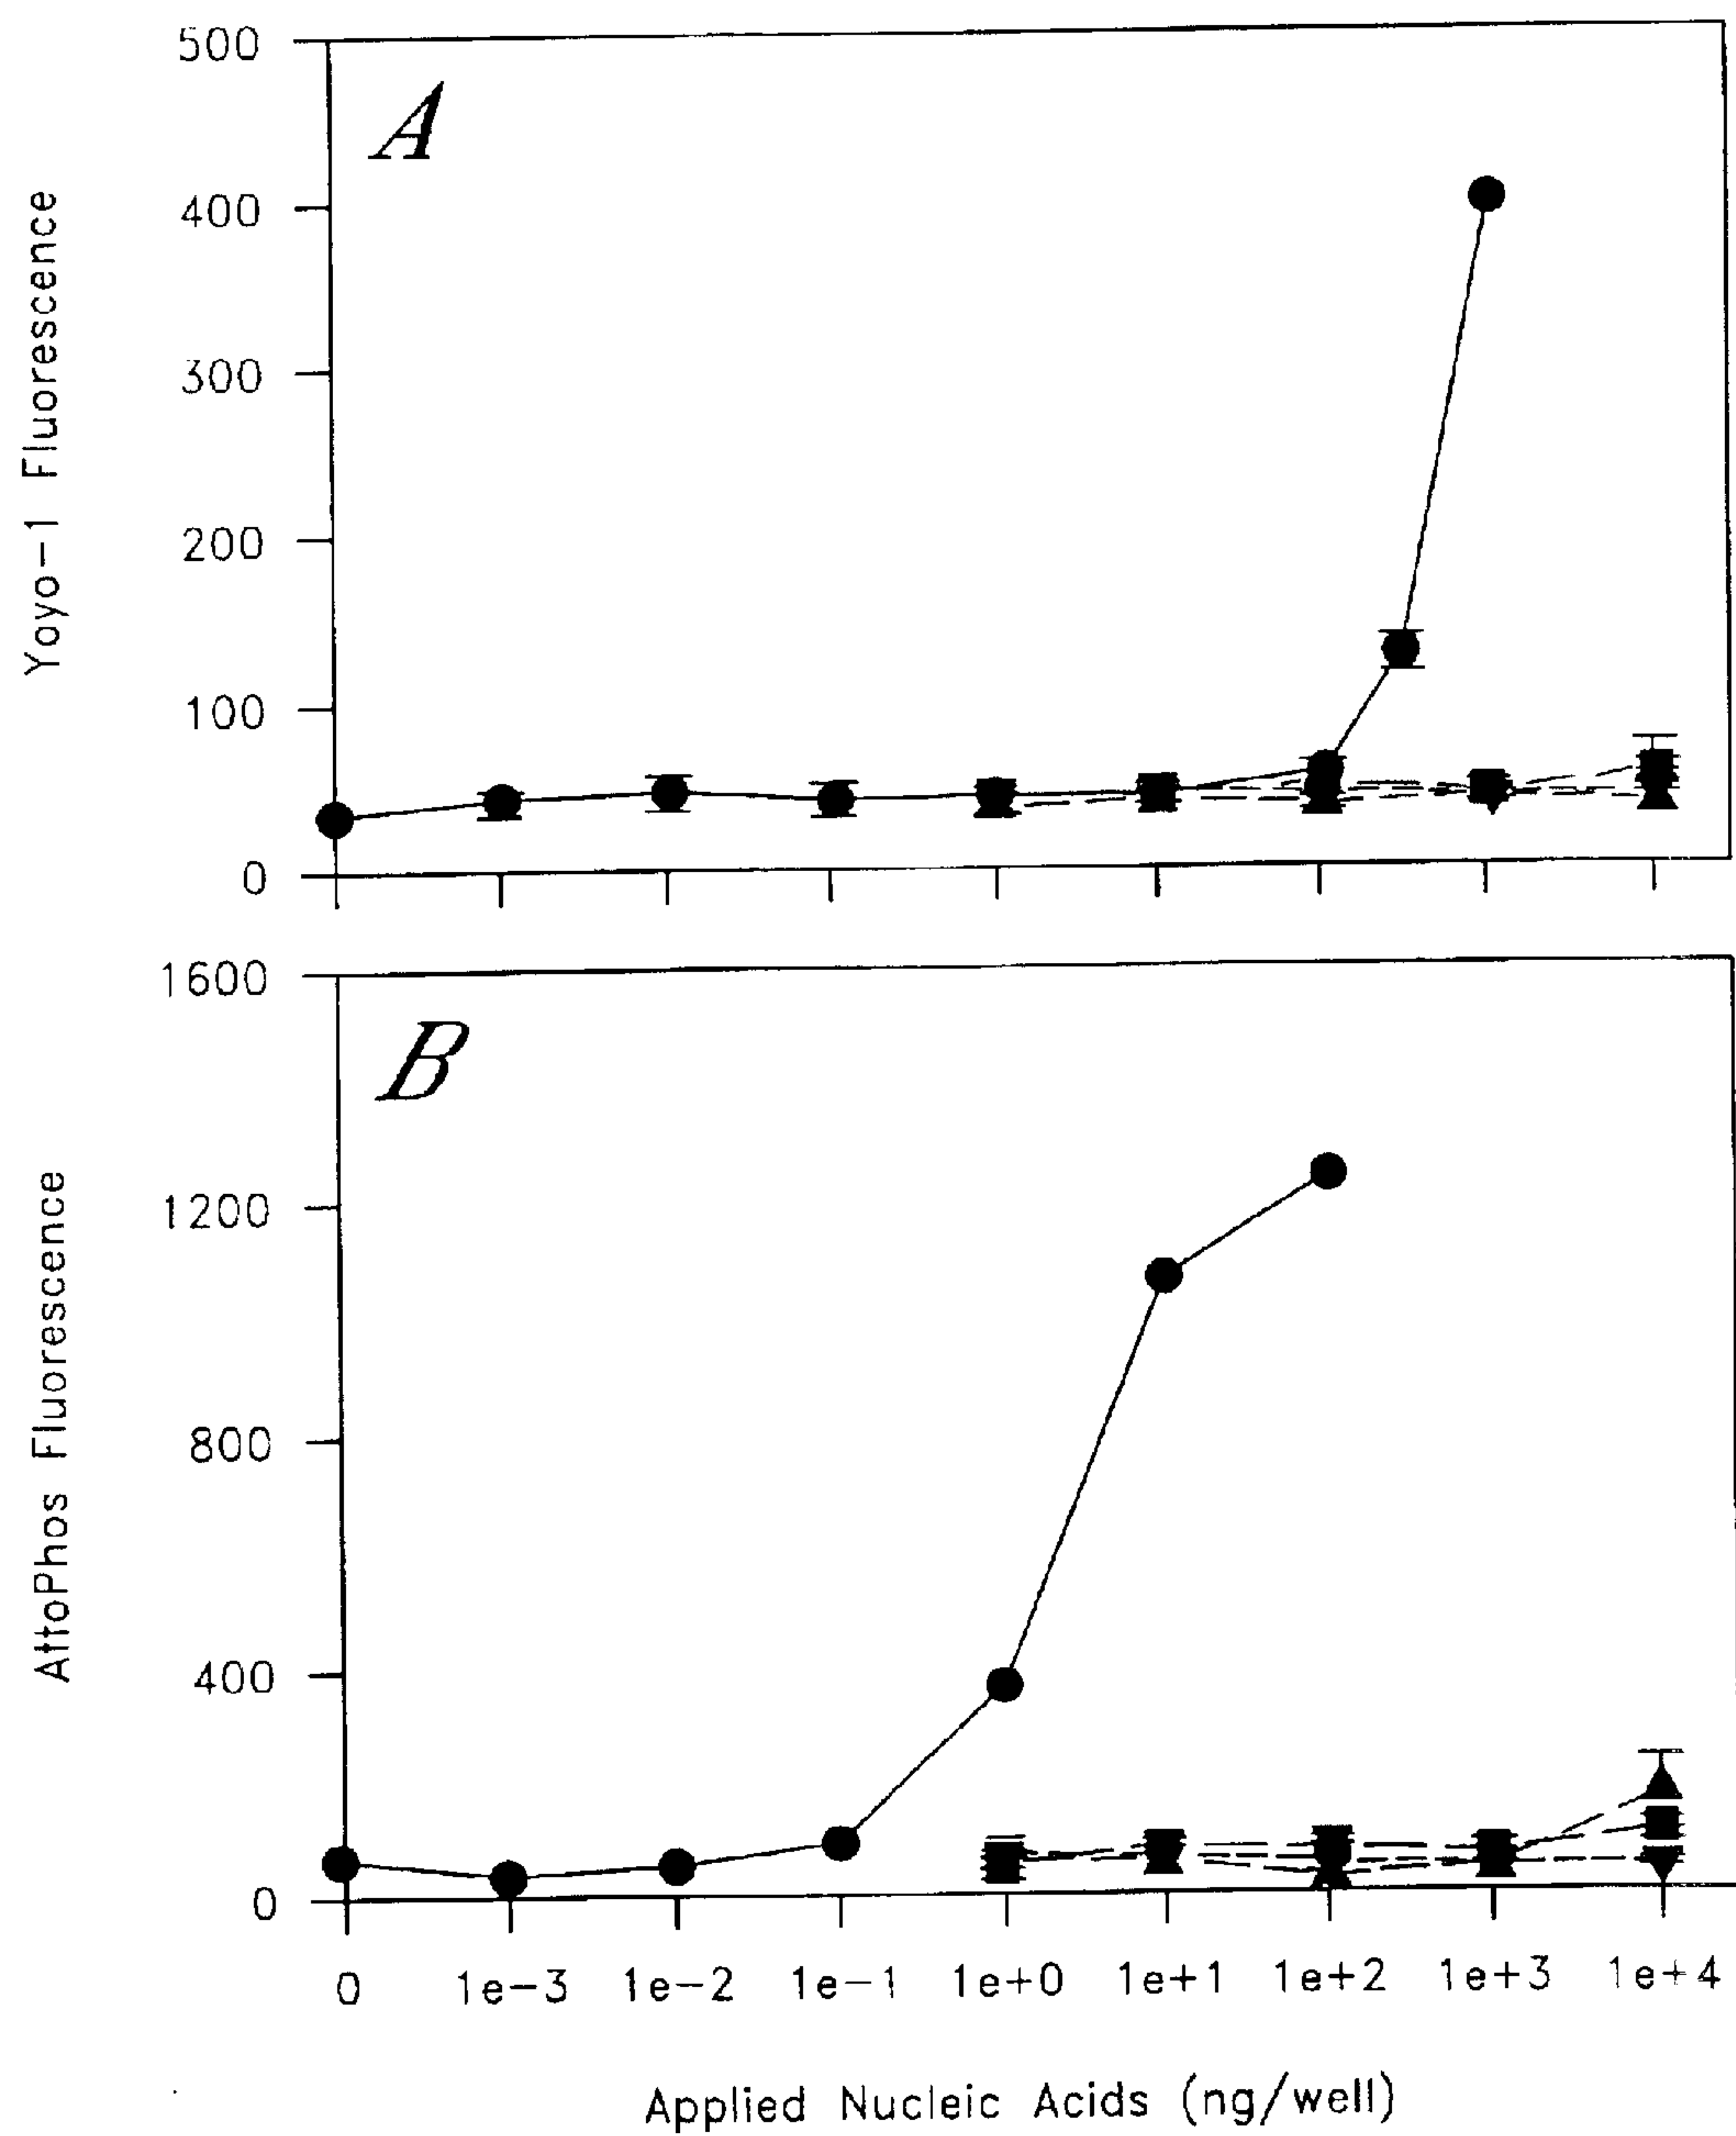 500
A
400
300
200
100
0
Yoyo-1 Fluorescence
1600
B
1200
800
400
0
AttoPhos Fluorescence
0 1e-3 1e-2 1e-1 1e+0 1e+1 1e+2 1e+3 1e+4
Applied Nucleic Acids (ng/well)